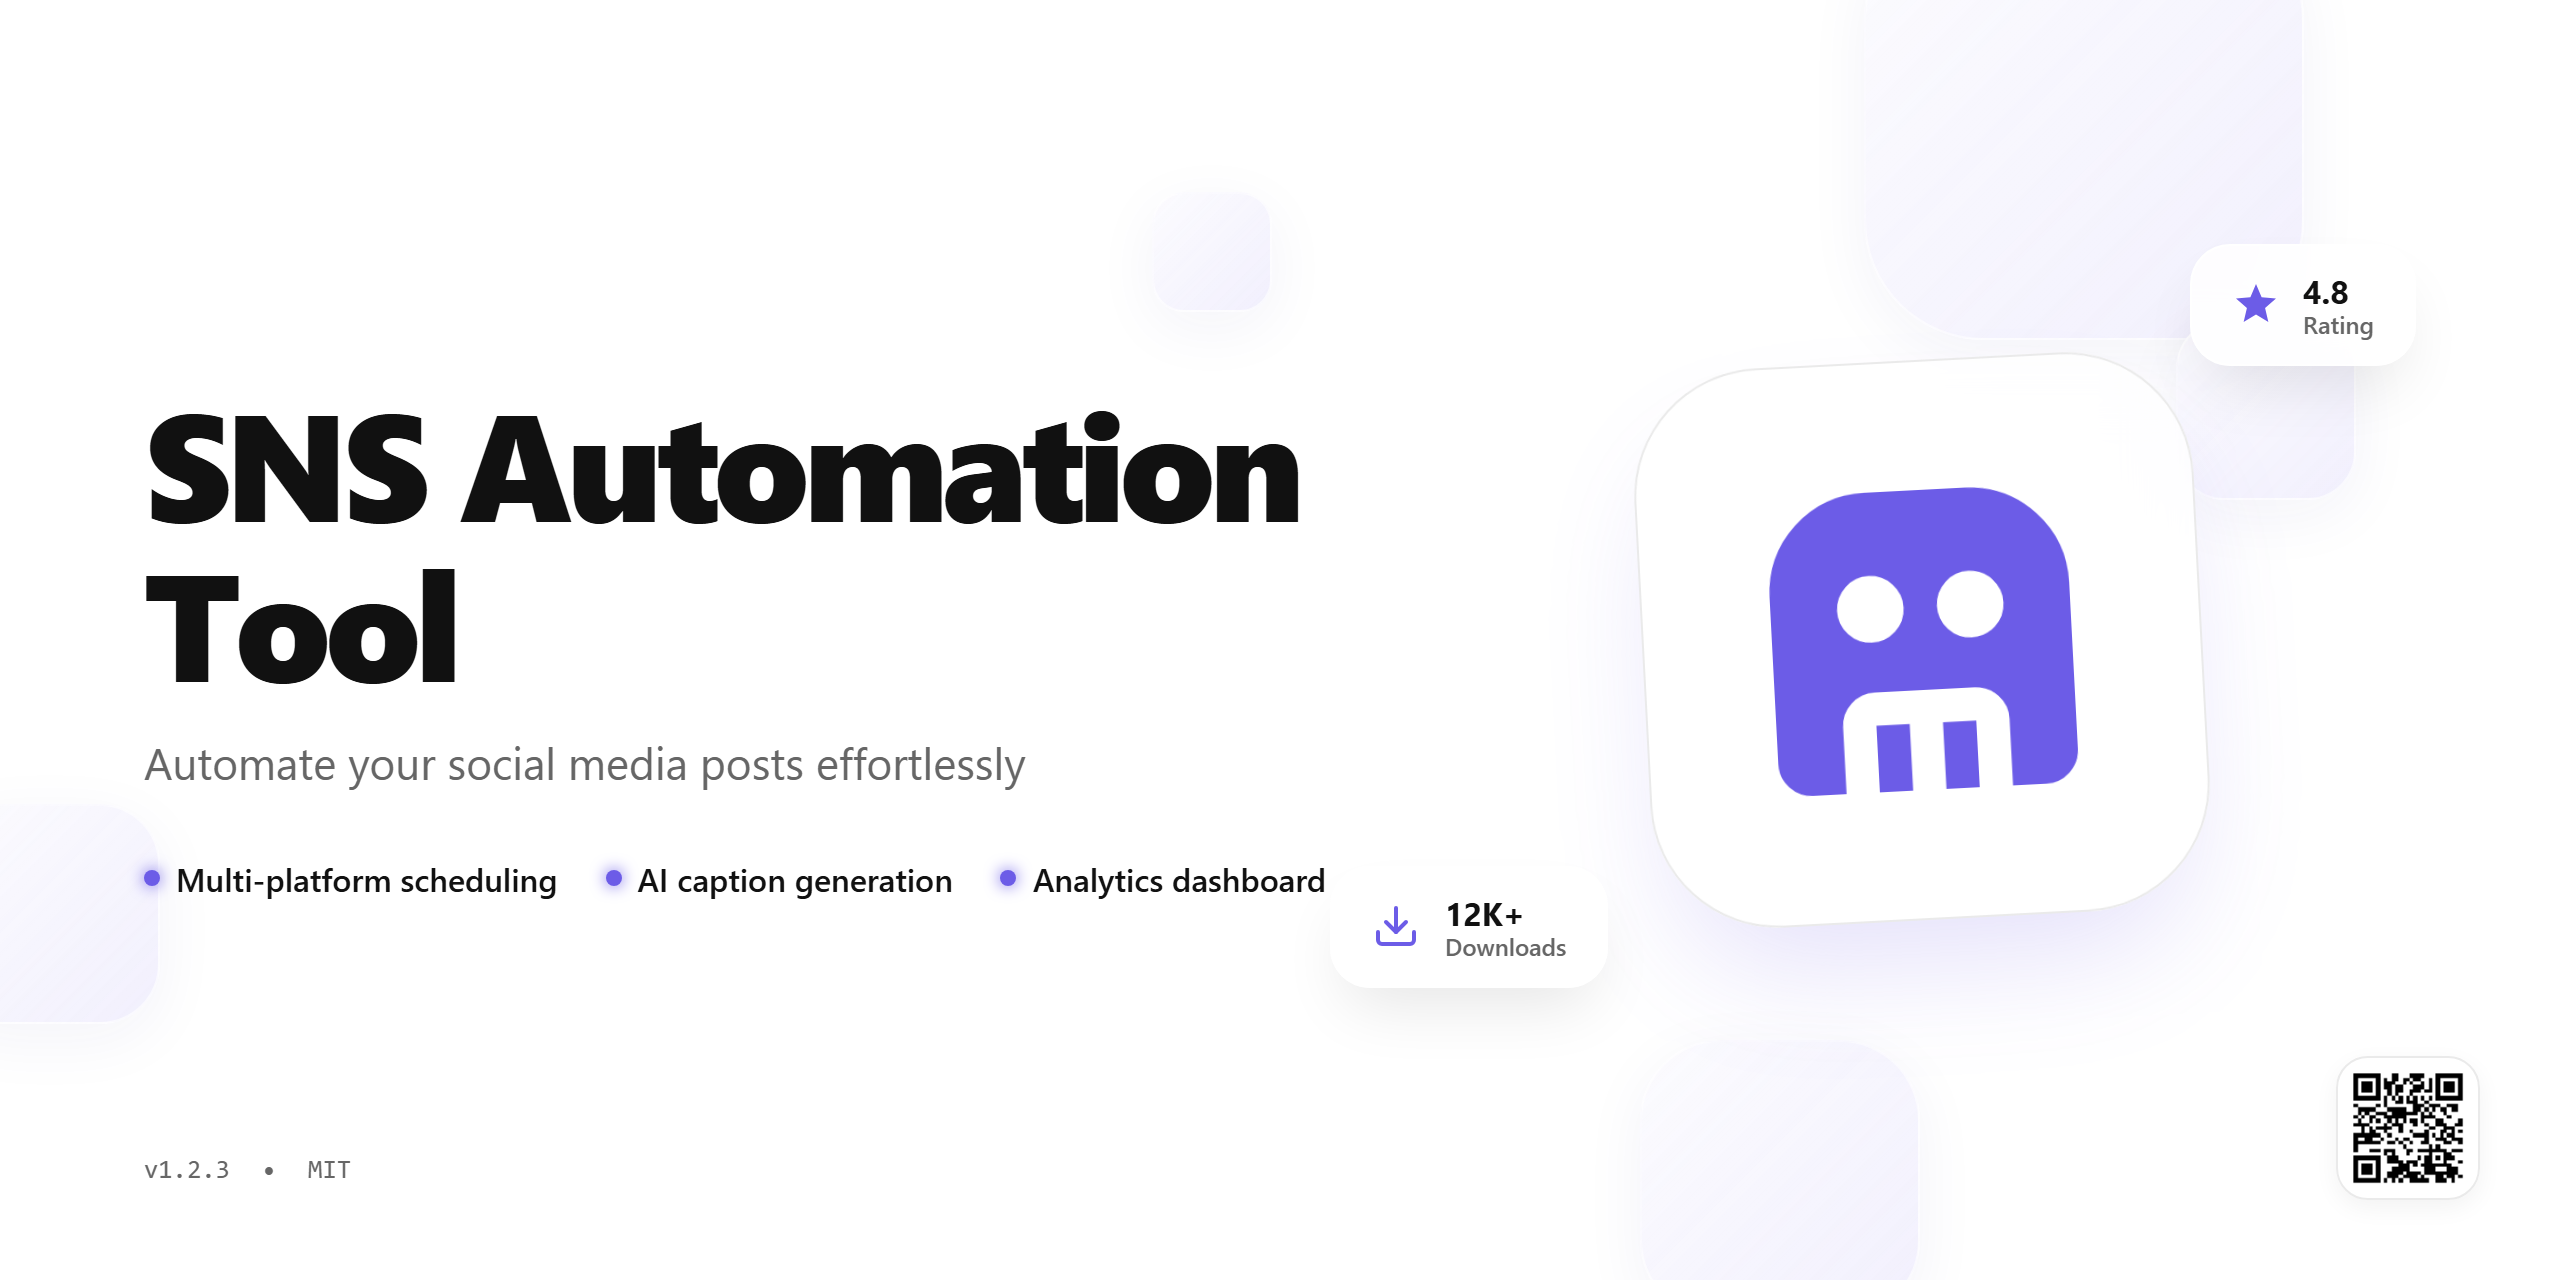 SNS Automation
Tool
Automate your social media posts effortlessly
Multi-platform scheduling
AI caption generation
Analytics dashboard
4.8
Rating
12K+
Downloads
v1.2.3 • MIT